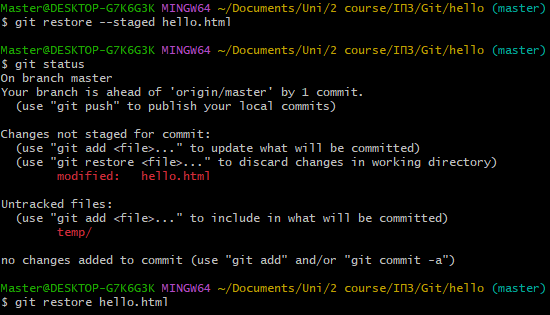 Master@DESKTOP-G7K6G3K MINGW64 ~/Documents/Uni/2 course/ІПЗ/Git/hello (master)
$ git restore --staged hello.html
Master@DESKTOP-G7K6G3K MINGW64 ~/Documents/Uni/2 course/ІПЗ/Git/hello (master)
$ git status
On branch master
Your branch is ahead of 'origin/master' by 1 commit.
  (use "git push" to publish your local commits)
Changes not staged for commit:
  (use "git add <file>..." to update what will be committed)
  (use "git restore <file>..." to discard changes in working directory)
        modified:   hello.html
Untracked files:
  (use "git add <file>..." to include in what will be committed)
        temp/
no changes added to commit (use "git add" and/or "git commit -a")
Master@DESKTOP-G7K6G3K MINGW64 ~/Documents/Uni/2 course/ІПЗ/Git/hello (master)
$ git restore hello.html